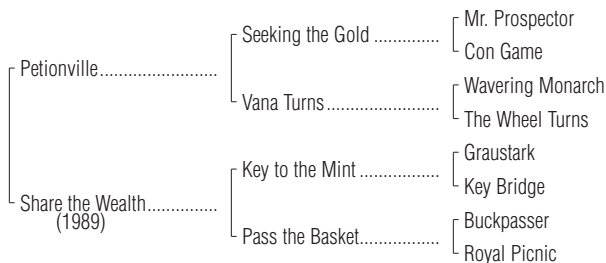 Mr. Prospector
Seeking the Gold ..............
Con Game
Petionville.........................
Wavering Monarch
Vana Turns ........................
The Wheel Turns
Graustark
Key to the Mint .................
Key Bridge
Share the Wealth...............
(1989)
Buckpasser
Pass the Basket.................
Royal Picnic